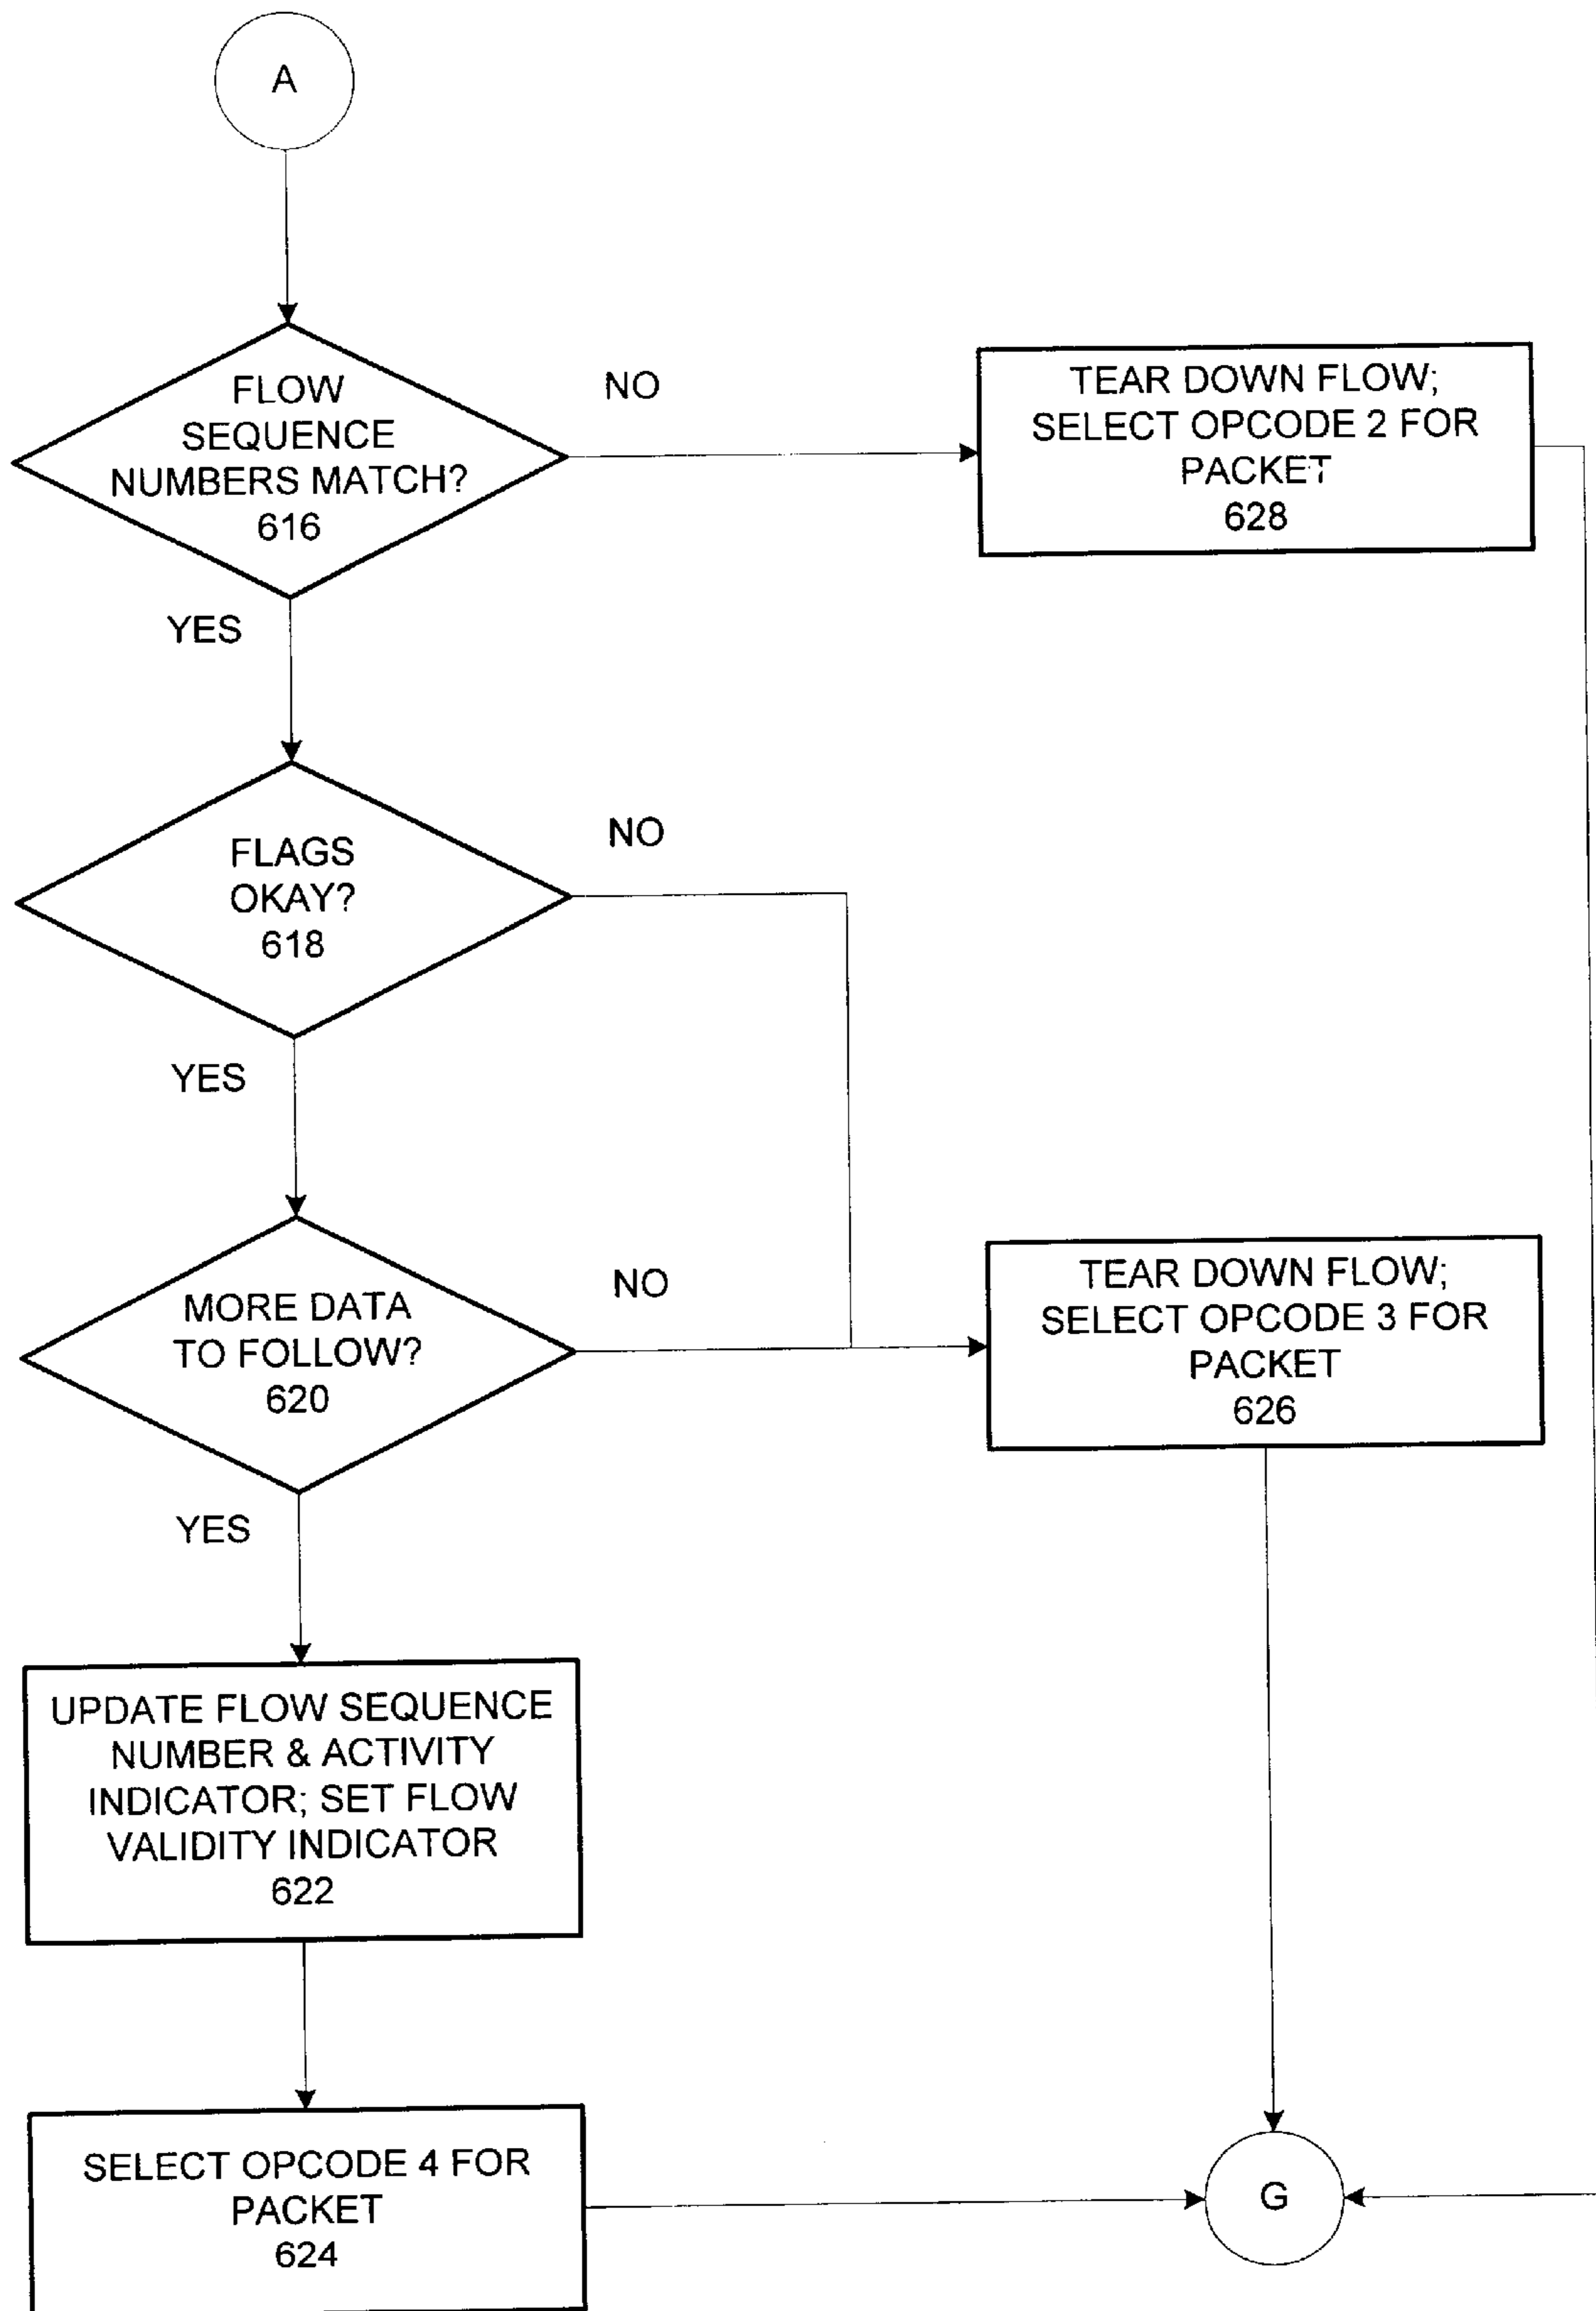 A
FLOW
SEQUENCE
NUMBERS MATCH?
616
NO
TEAR DOWN FLOW;
SELECT OPCODE 2 FOR
PACKET
628
YES
FLAGS
OKAY?
618
NO
YES
MORE DATA
TO FOLLOW?
620
NO
TEAR DOWN FLOW;
SELECT OPCODE 3 FOR
PACKET
626
YES
UPDATE FLOW SEQUENCE
NUMBER & ACTIVITY
INDICATOR; SET FLOW
VALIDITY INDICATOR
622
SELECT OPCODE 4 FOR
PACKET
624
G